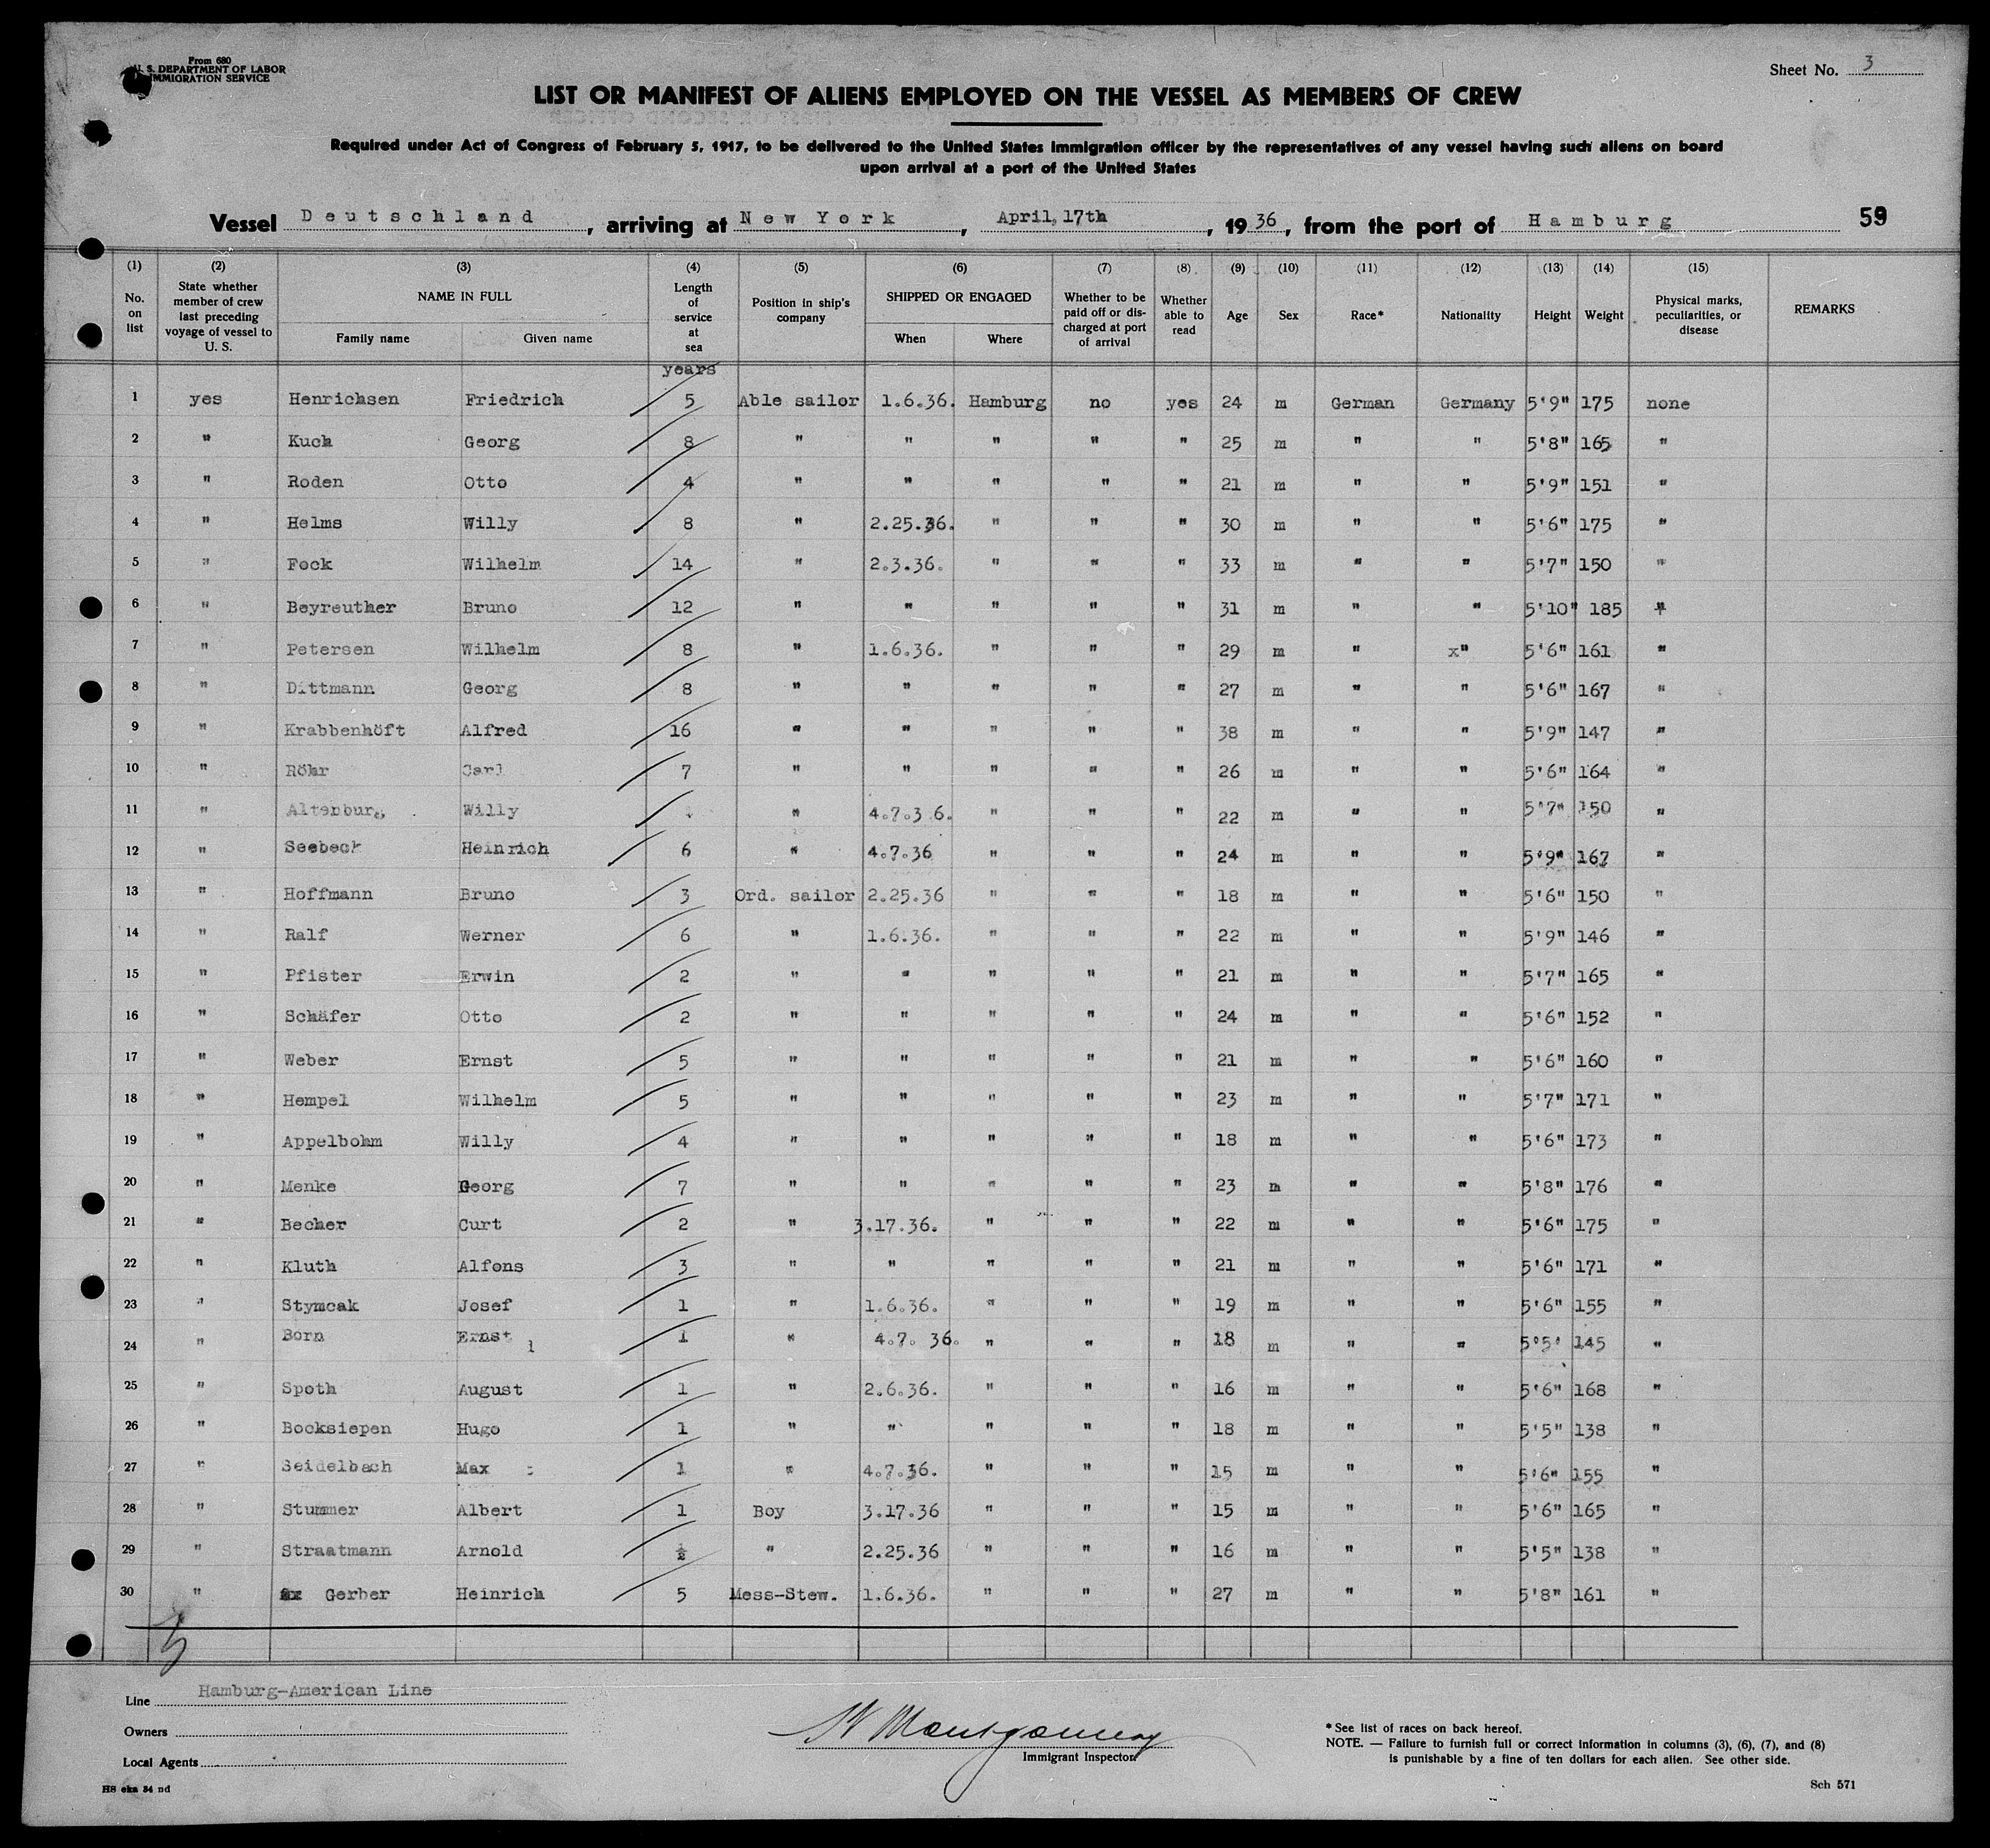 From 680
U. S. DEPARTMENT OF LABOR
IMMIGRATION SERVICE
Sheet No. 3
LIST OR MANIFEST OF ALIENS EMPLOYED ON THE VESSEL AS MEMBERS OF CREW
Required under Act of Congress of February 5, 1917, to be delivered to the United States Immigration officer by the representatives of any vessel having such aliens on board
upon arrival at a port of the United States
Vessel Deutschland, arriving at New York, April, 17th, 1936, from the port of Hamburg 59
(1) (2) (3) (4) (5) (6) (7) (8) (9) (10) (11) (12) (13) (14) (15)
No. on list State whether member of crew last preceding voyage of vessel to U. S. NAME IN FULL Family name Given name Length of service at sea Position in ship's company SHIPPED OR ENGAGED When Where Whether to be paid off or discharged at port of arrival Whether able to read Age Sex Race* Nationality Height Weight Physical marks, peculiarities, or disease REMARKS
years
1 yes Henrichsen Friedrich 5 Able sailor 1.6.36. Hamburg no yes 24 m German Germany 5'9" 175 none
2 " Kuch Georg 8 " " " " " 25 m " " 5'8" 165 "
3 " Roden Otto 4 " " " " " 21 m " " 5'9" 151 "
4 " Helms Willy 8 " 2.25.36. " " " 30 m " " 5'6" 175 "
5 " Fock Wilhelm 14 " 2.3.36. " " " 33 m " " 5'7" 150 "
6 " Beyreuther Bruno 12 " " " " " 31 m " " 5'10" 185 "
7 " Petersen Wilhelm 8 " 1.6.36. " " " 29 m " x" 5'6" 161 "
8 " Dittmann Georg 8 " " " " " 27 m " " 5'6" 167 "
9 " Krabbenhöft Alfred 16 " " " " " 38 m " " 5'9" 147 "
10 " Röhr Carl 7 " " " " " 26 m " " 5'6" 164 "
11 " Altenburg Willy " 4.7.36. " " " 22 m " " 5'7" 150 "
12 " Seebeck Heinrich 6 " 4.7.36 " " " 24 m " " 5'9" 167 "
13 " Hoffmann Bruno 3 Ord. sailor 2.25.36 " " " 18 m " " 5'6" 150 "
14 " Ralf Werner 6 " 1.6.36. " " " 22 m " " 5'9" 146 "
15 " Pfister Erwin 2 " " " " " 21 m " " 5'7" 165 "
16 " Schäfer Otto 2 " " " " " 24 m " " 5'6" 152 "
17 " Weber Ernst 5 " " " " " 21 m " " 5'6" 160 "
18 " Hempel Wilhelm 5 " " " " " 23 m " " 5'7" 171 "
19 " Appelbohm Willy 4 " " " " " 18 m " " 5'6" 173 "
20 " Menke Georg 7 " " " " " 23 m " " 5'8" 176 "
21 " Becher Curt 2 " 3.17.36. " " " 22 m " " 5'6" 175 "
22 " Kluth Alfons 3 " " " " " 21 m " " 5'6" 171 "
23 " Stymcak Josef 1 " 1.6.36. " " " 19 m " " 5'6" 155 "
24 " Born Ernst 1 " 4.7. 36. " " " 18 m " " 5'5' 145 "
25 " Spoth August 1 " 2.6.36. " " " 16 m " " 5'6" 168 "
26 " Bocksiepen Hugo 1 " " " " " 18 m " " 5'5" 138 "
27 " Seidelbach Max 1 " 4.7.36. " " " 15 m " " 5'6" 155 "
28 " Stummer Albert 1 Boy 3.17.36 " " " 15 m " " 5'6" 165 "
29 " Straatmann Arnold ½ " 2.25.36 " " " 16 m " " 5'5" 138 "
30 " Gerber Heinrich 5 Mess-Stew. 1.6.36. " " " 27 m " " 5'8" 161 "
Line Hamburg-American Line
Owners
Local Agents
Montgomery
Immigrant Inspector
*See list of races on back hereof.
NOTE. — Failure to furnish full or correct information in columns (3), (6), (7), and (8)
is punishable by a fine of ten dollars for each alien. See other side.
HS eka 34 nd
Sch 571